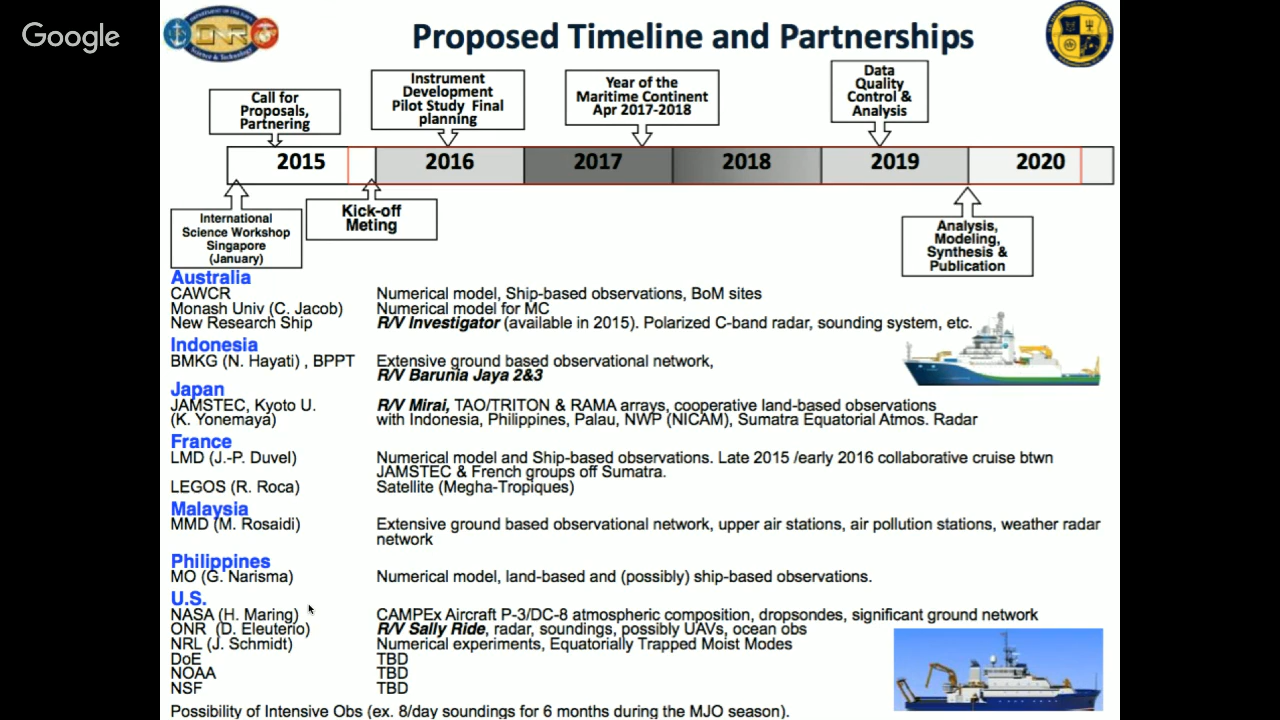 Google
ONR
Science & Technology
Proposed Timeline and Partnerships
Call for
Proposals,
Partnering
Instrument
Development
Pilot Study Final
planning
Year of the
Maritime Continent
Apr 2017-2018
Data
Quality
Control &
Analysis
2015 2016 2017 2018 2019 2020
International
Science Workshop
Singapore
(January)
Kick-off
Meting
Analysis,
Modeling,
Synthesis &
Publication
Australia
CAWCR Numerical model, Ship-based observations, BoM sites
Monash Univ (C. Jacob) Numerical model for MC
New Research Ship R/V Investigator (available in 2015). Polarized C-band radar, sounding system, etc.
Indonesia
BMKG (N. Hayati) , BPPT Extensive ground based observational network,
R/V Barunia Jaya 2&3
Japan
JAMSTEC, Kyoto U. R/V Mirai, TAO/TRITON & RAMA arrays, cooperative land-based observations
(K. Yonemaya) with Indonesia, Philippines, Palau, NWP (NICAM), Sumatra Equatorial Atmos. Radar
France
LMD (J.-P. Duvel) Numerical model and Ship-based observations. Late 2015 /early 2016 collaborative cruise btwn
JAMSTEC & French groups off Sumatra.
LEGOS (R. Roca) Satellite (Megha-Tropiques)
Malaysia
MMD (M. Rosaidi) Extensive ground based observational network, upper air stations, air pollution stations, weather radar
network
Philippines
MO (G. Narisma) Numerical model, land-based and (possibly) ship-based observations.
U.S.
NASA (H. Maring) CAMPEx Aircraft P-3/DC-8 atmospheric composition, dropsondes, significant ground network
ONR (D. Eleuterio) R/V Sally Ride, radar, soundings, possibly UAVs, ocean obs
NRL (J. Schmidt) Numerical experiments, Equatorially Trapped Moist Modes
DoE TBD
NOAA TBD
NSF TBD
Possibility of Intensive Obs (ex. 8/day soundings for 6 months during the MJO season).